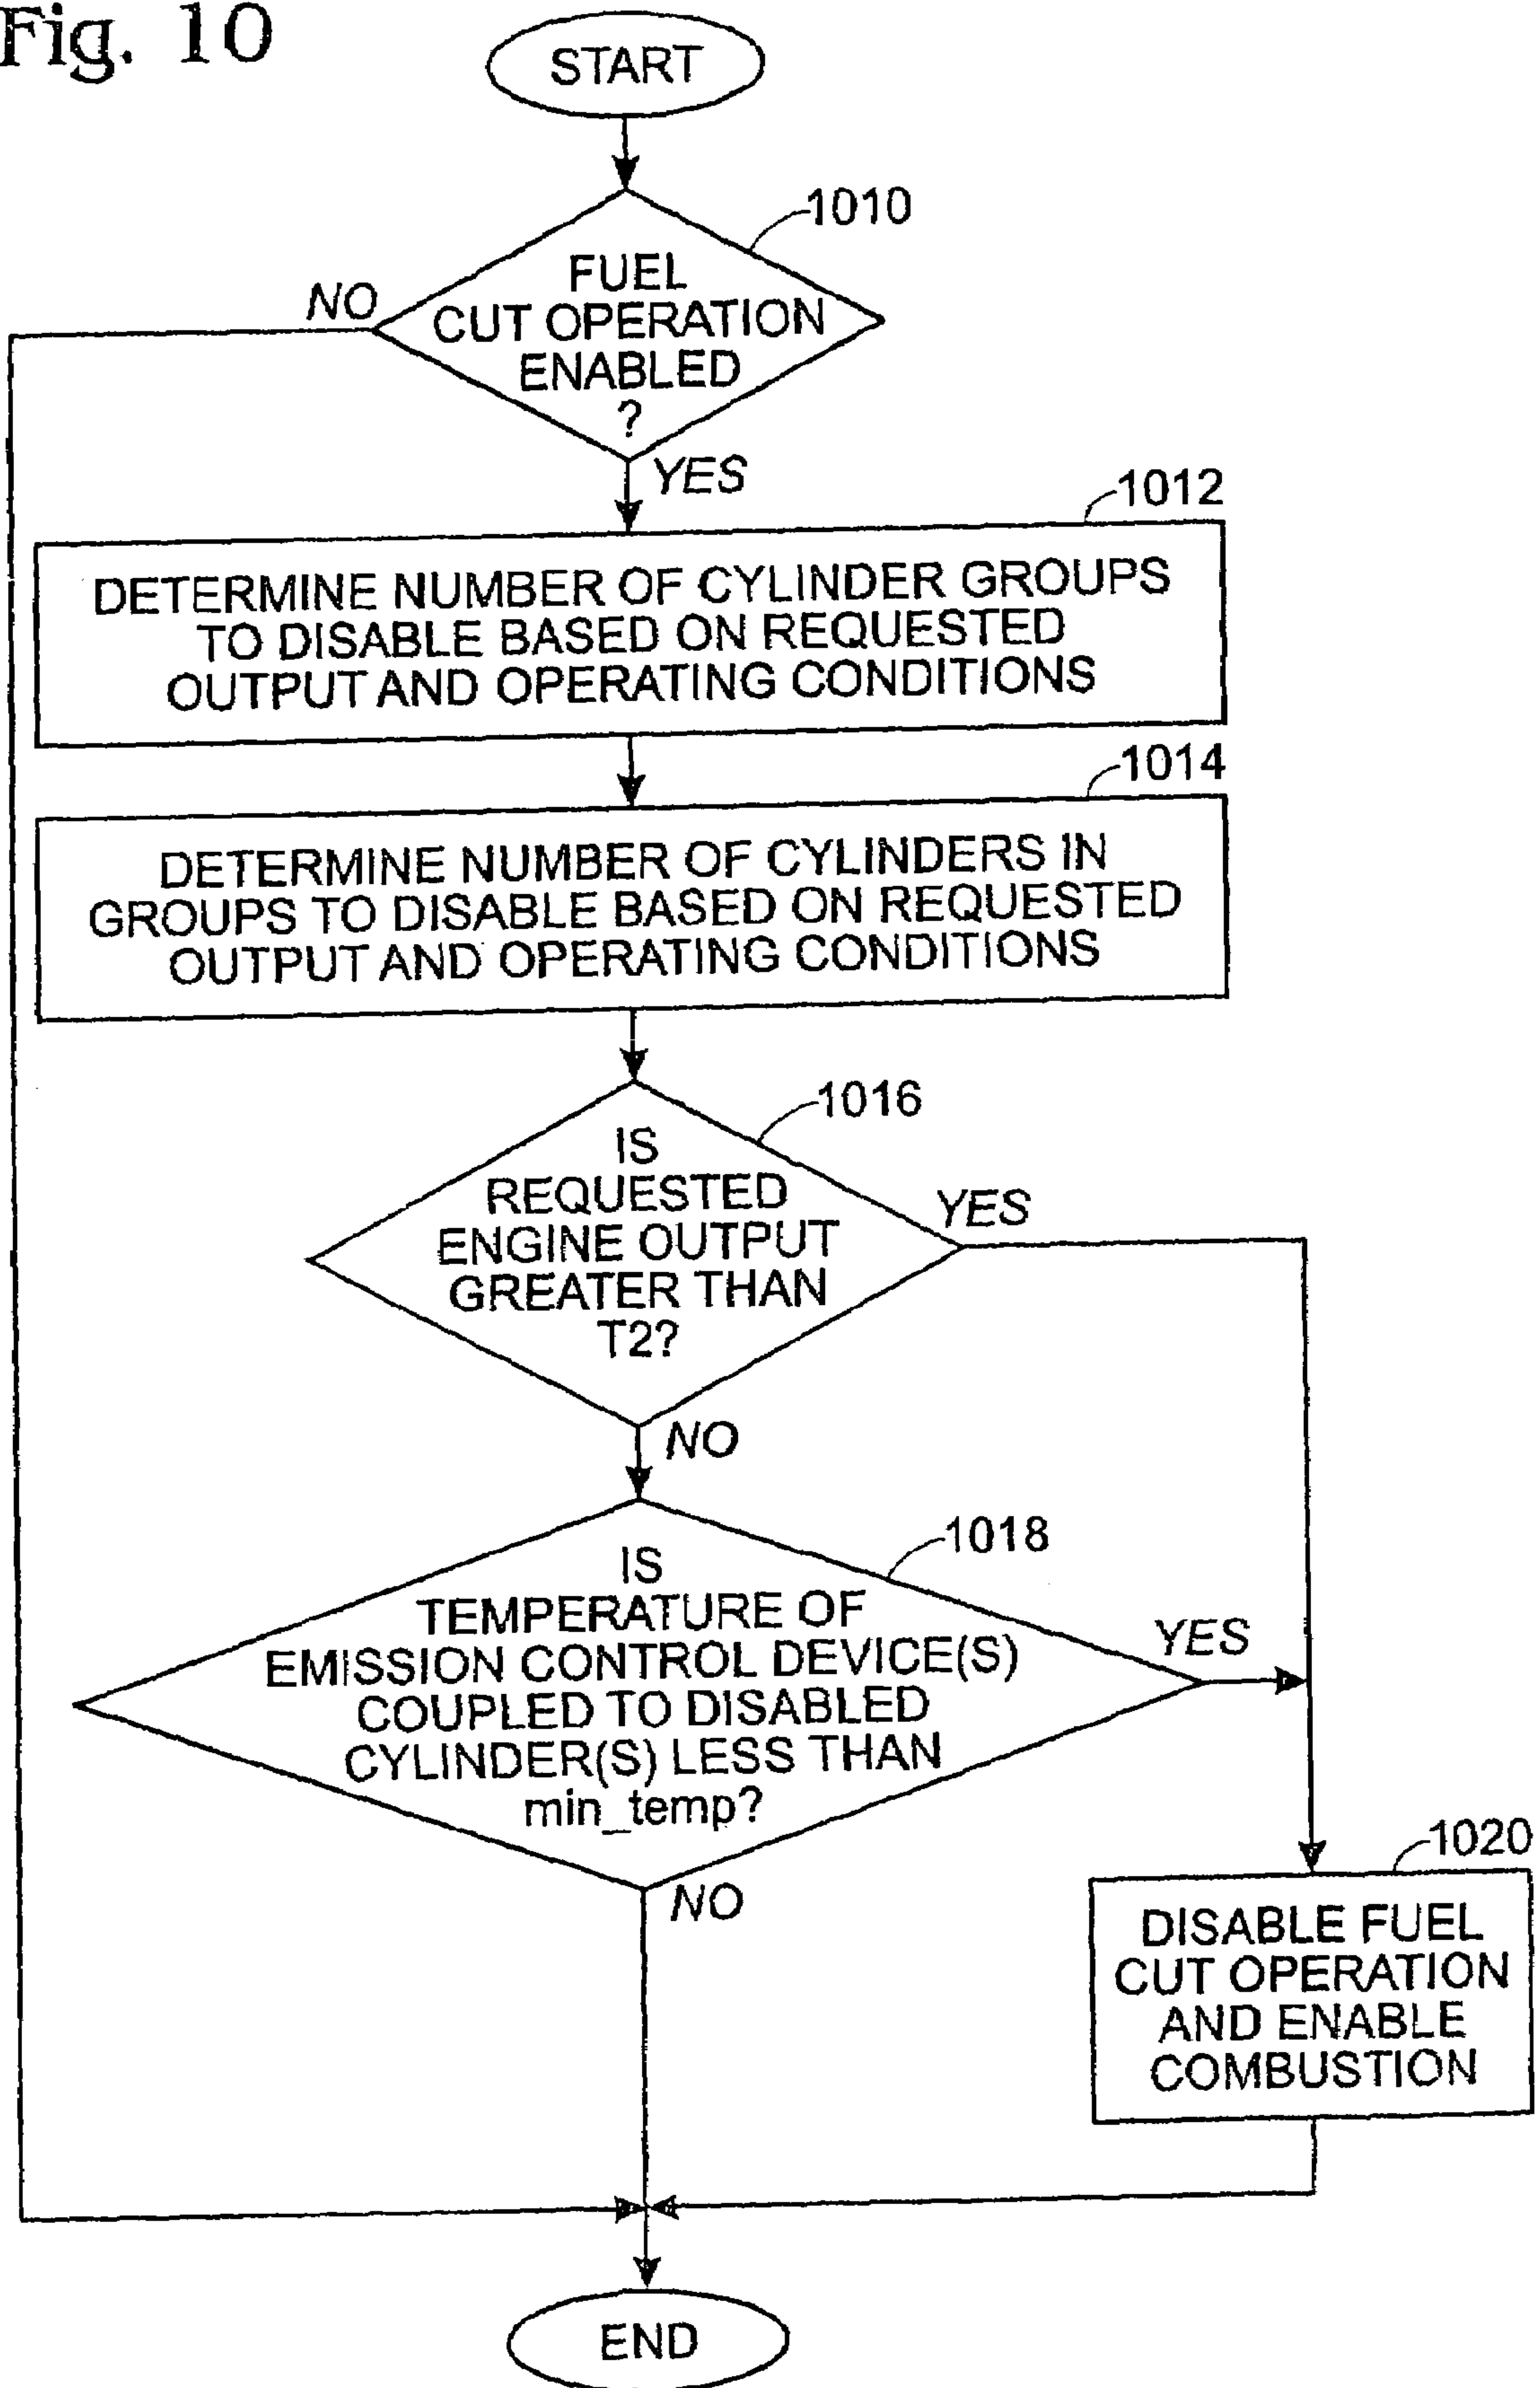 Fig. 10
START
1010
FUEL
CUT OPERATION
ENABLED
?
NO
YES
1012
DETERMINE NUMBER OF CYLINDER GROUPS
TO DISABLE BASED ON REQUESTED
OUTPUT AND OPERATING CONDITIONS
1014
DETERMINE NUMBER OF CYLINDERS IN
GROUPS TO DISABLE BASED ON REQUESTED
OUTPUT AND OPERATING CONDITIONS
1016
IS
REQUESTED
ENGINE OUTPUT
GREATER THAN
T2?
YES
NO
1018
IS
TEMPERATURE OF
EMISSION CONTROL DEVICE(S)
COUPLED TO DISABLED
CYLINDER(S) LESS THAN
min_temp?
YES
NO
1020
DISABLE FUEL
CUT OPERATION
AND ENABLE
COMBUSTION
END